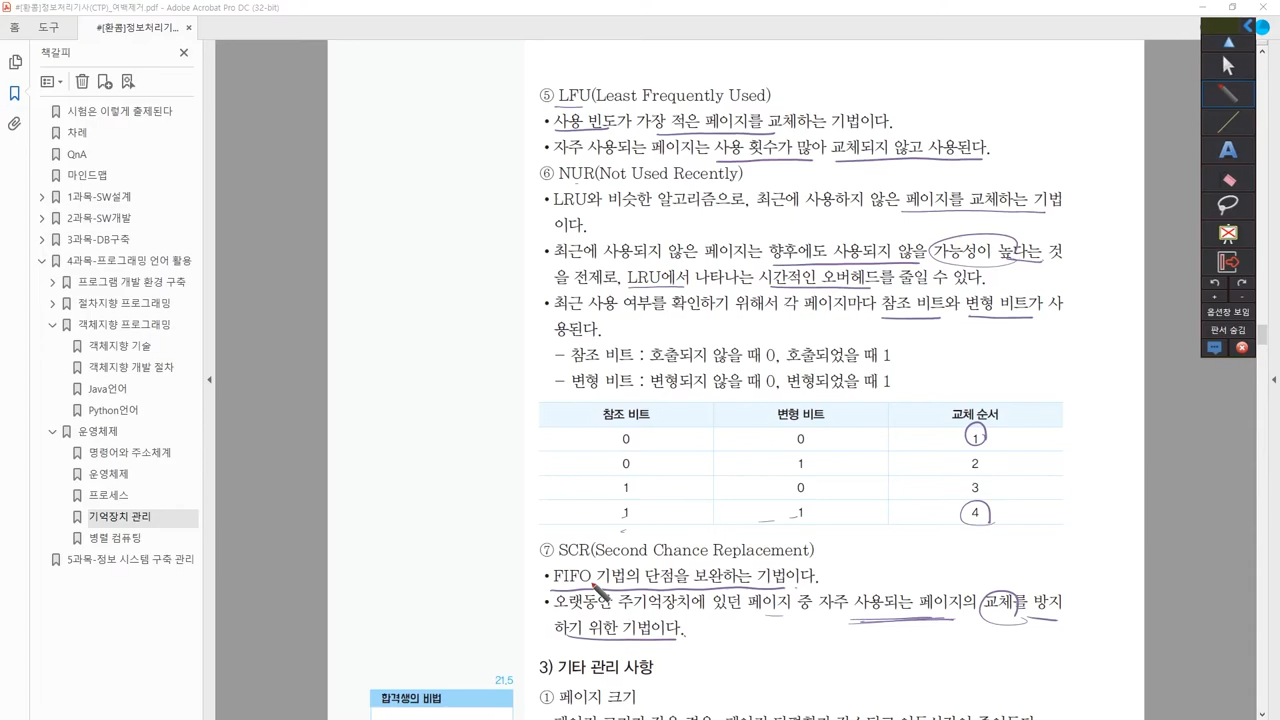 #[환콤]정보처리기사(CTP)_여백제거.pdf - Adobe Acrobat Pro DC (32-bit)
홈 도구 #[환콤]정보처리기... ×
책갈피
시험은 이렇게 출제된다
차례
QnA
마인드맵
1과목-SW설계
2과목-SW개발
3과목-DB구축
4과목-프로그래밍 언어 활용
프로그램 개발 환경 구축
절차지향 프로그래밍
객체지향 프로그래밍
객체지향 기술
객체지향 개발 절차
Java언어
Python언어
운영체제
명령어와 주소체계
운영체제
프로세스
기억장치 관리
병렬 컴퓨팅
5과목-정보 시스템 구축 관리
⑤ LFU(Least Frequently Used)
• 사용 빈도가 가장 적은 페이지를 교체하는 기법이다.
• 자주 사용되는 페이지는 사용 횟수가 많아 교체되지 않고 사용된다.
⑥ NUR(Not Used Recently)
• LRU와 비슷한 알고리즘으로, 최근에 사용하지 않은 페이지를 교체하는 기법
이다.
• 최근에 사용되지 않은 페이지는 향후에도 사용되지 않을 가능성이 높다는 것
을 전제로, LRU에서 나타나는 시간적인 오버헤드를 줄일 수 있다.
• 최근 사용 여부를 확인하기 위해서 각 페이지마다 참조 비트와 변형 비트가 사
용된다.
– 참조 비트 : 호출되지 않을 때 0, 호출되었을 때 1
– 변형 비트 : 변형되지 않을 때 0, 변형되었을 때 1
참조 비트 변형 비트 교체 순서
0 0 1
0 1 2
1 0 3
1 1 4
⑦ SCR(Second Chance Replacement)
• FIFO 기법의 단점을 보완하는 기법이다.
• 오랫동안 주기억장치에 있던 페이지 중 자주 사용되는 페이지의 교체를 방지
하기 위한 기법이다.
3) 기타 관리 사항
① 페이지 크기
21.5
합격생의 비법
옵션창 보임
판서 숨김